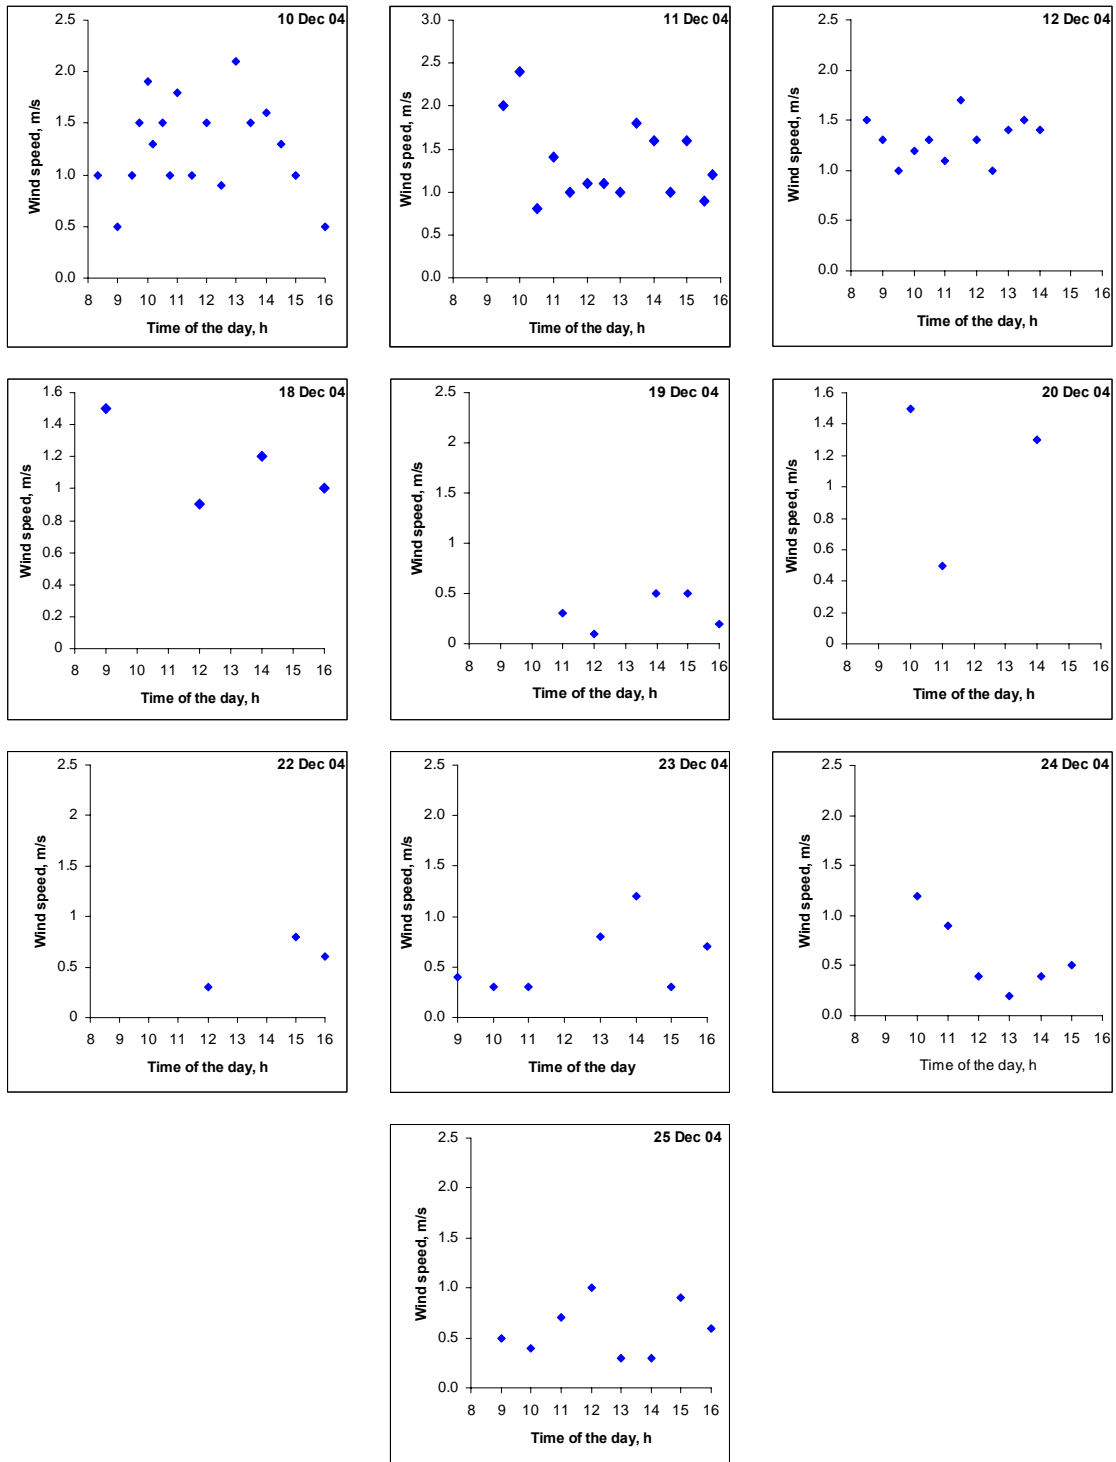 10 Dec 04
2.5
2.0
1.5
1.0
0.5
0.0
Wind speed, m/s
8 9 10 11 12 13 14 15 16
Time of the day, h
11 Dec 04
3.0
2.5
2.0
1.5
1.0
0.5
0.0
Wind speed, m/s
8 9 10 11 12 13 14 15 16
Time of the day, h
12 Dec 04
2.5
2.0
1.5
1.0
0.5
0.0
Wind speed, m/s
8 9 10 11 12 13 14 15 16
Time of the day, h
18 Dec 04
1.6
1.4
1.2
1
0.8
0.6
0.4
0.2
0
Wind speed, m/s
8 9 10 11 12 13 14 15 16
Time of the day, h
19 Dec 04
2.5
2
1.5
1
0.5
0
Wind speed, m/s
8 9 10 11 12 13 14 15 16
Time of the day, h
20 Dec 04
1.6
1.4
1.2
1
0.8
0.6
0.4
0.2
0
Wind speed, m/s
8 9 10 11 12 13 14 15 16
Time of the day, h
22 Dec 04
2.5
2
1.5
1
0.5
0
Wind speed, m/s
8 9 10 11 12 13 14 15 16
Time of the day, h
23 Dec 04
2.5
2.0
1.5
1.0
0.5
0.0
Wind speed, m/s
9 10 11 12 13 14 15 16
Time of the day
24 Dec 04
2.5
2.0
1.5
1.0
0.5
0.0
Wind speed, m/s
8 9 10 11 12 13 14 15 16
Time of the day, h
25 Dec 04
2.5
2.0
1.5
1.0
0.5
0.0
Wind speed, m/s
8 9 10 11 12 13 14 15 16
Time of the day, h